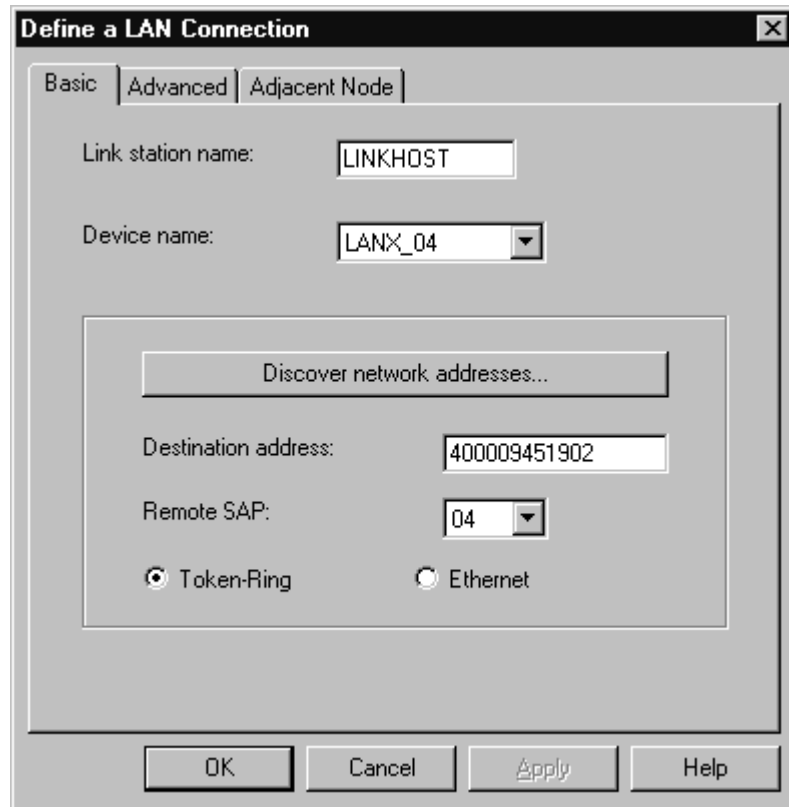 Define a LAN Connection
Basic Advanced Adjacent Node
Link station name: LINKHOST
Device name: LANX_04
Discover network addresses...
Destination address: 400009451902
Remote SAP: 04
Token-Ring Ethernet
OK Cancel Apply Help